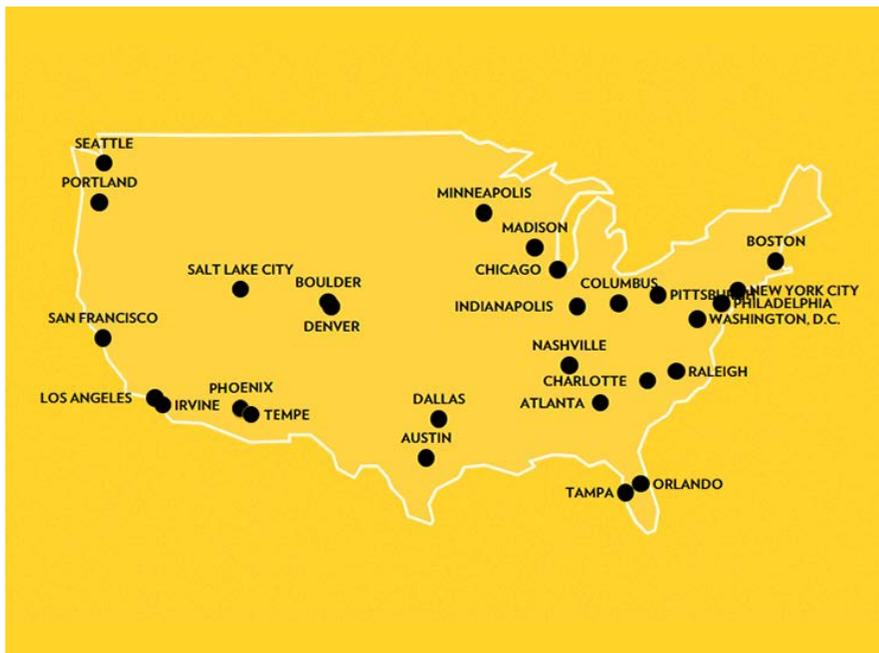 SEATTLE
PORTLAND
MINNEAPOLIS
MADISON
BOSTON
SALT LAKE CITY
CHICAGO
BOULDER
COLUMBUS
PITTSBURGH
NEW YORK CITY
PHILADELPHIA
INDIANAPOLIS
WASHINGTON, D.C.
SAN FRANCISCO
DENVER
NASHVILLE
RALEIGH
CHARLOTTE
PHOENIX
LOS ANGELES
IRVINE
TEMPE
DALLAS
ATLANTA
AUSTIN
TAMPA
ORLANDO